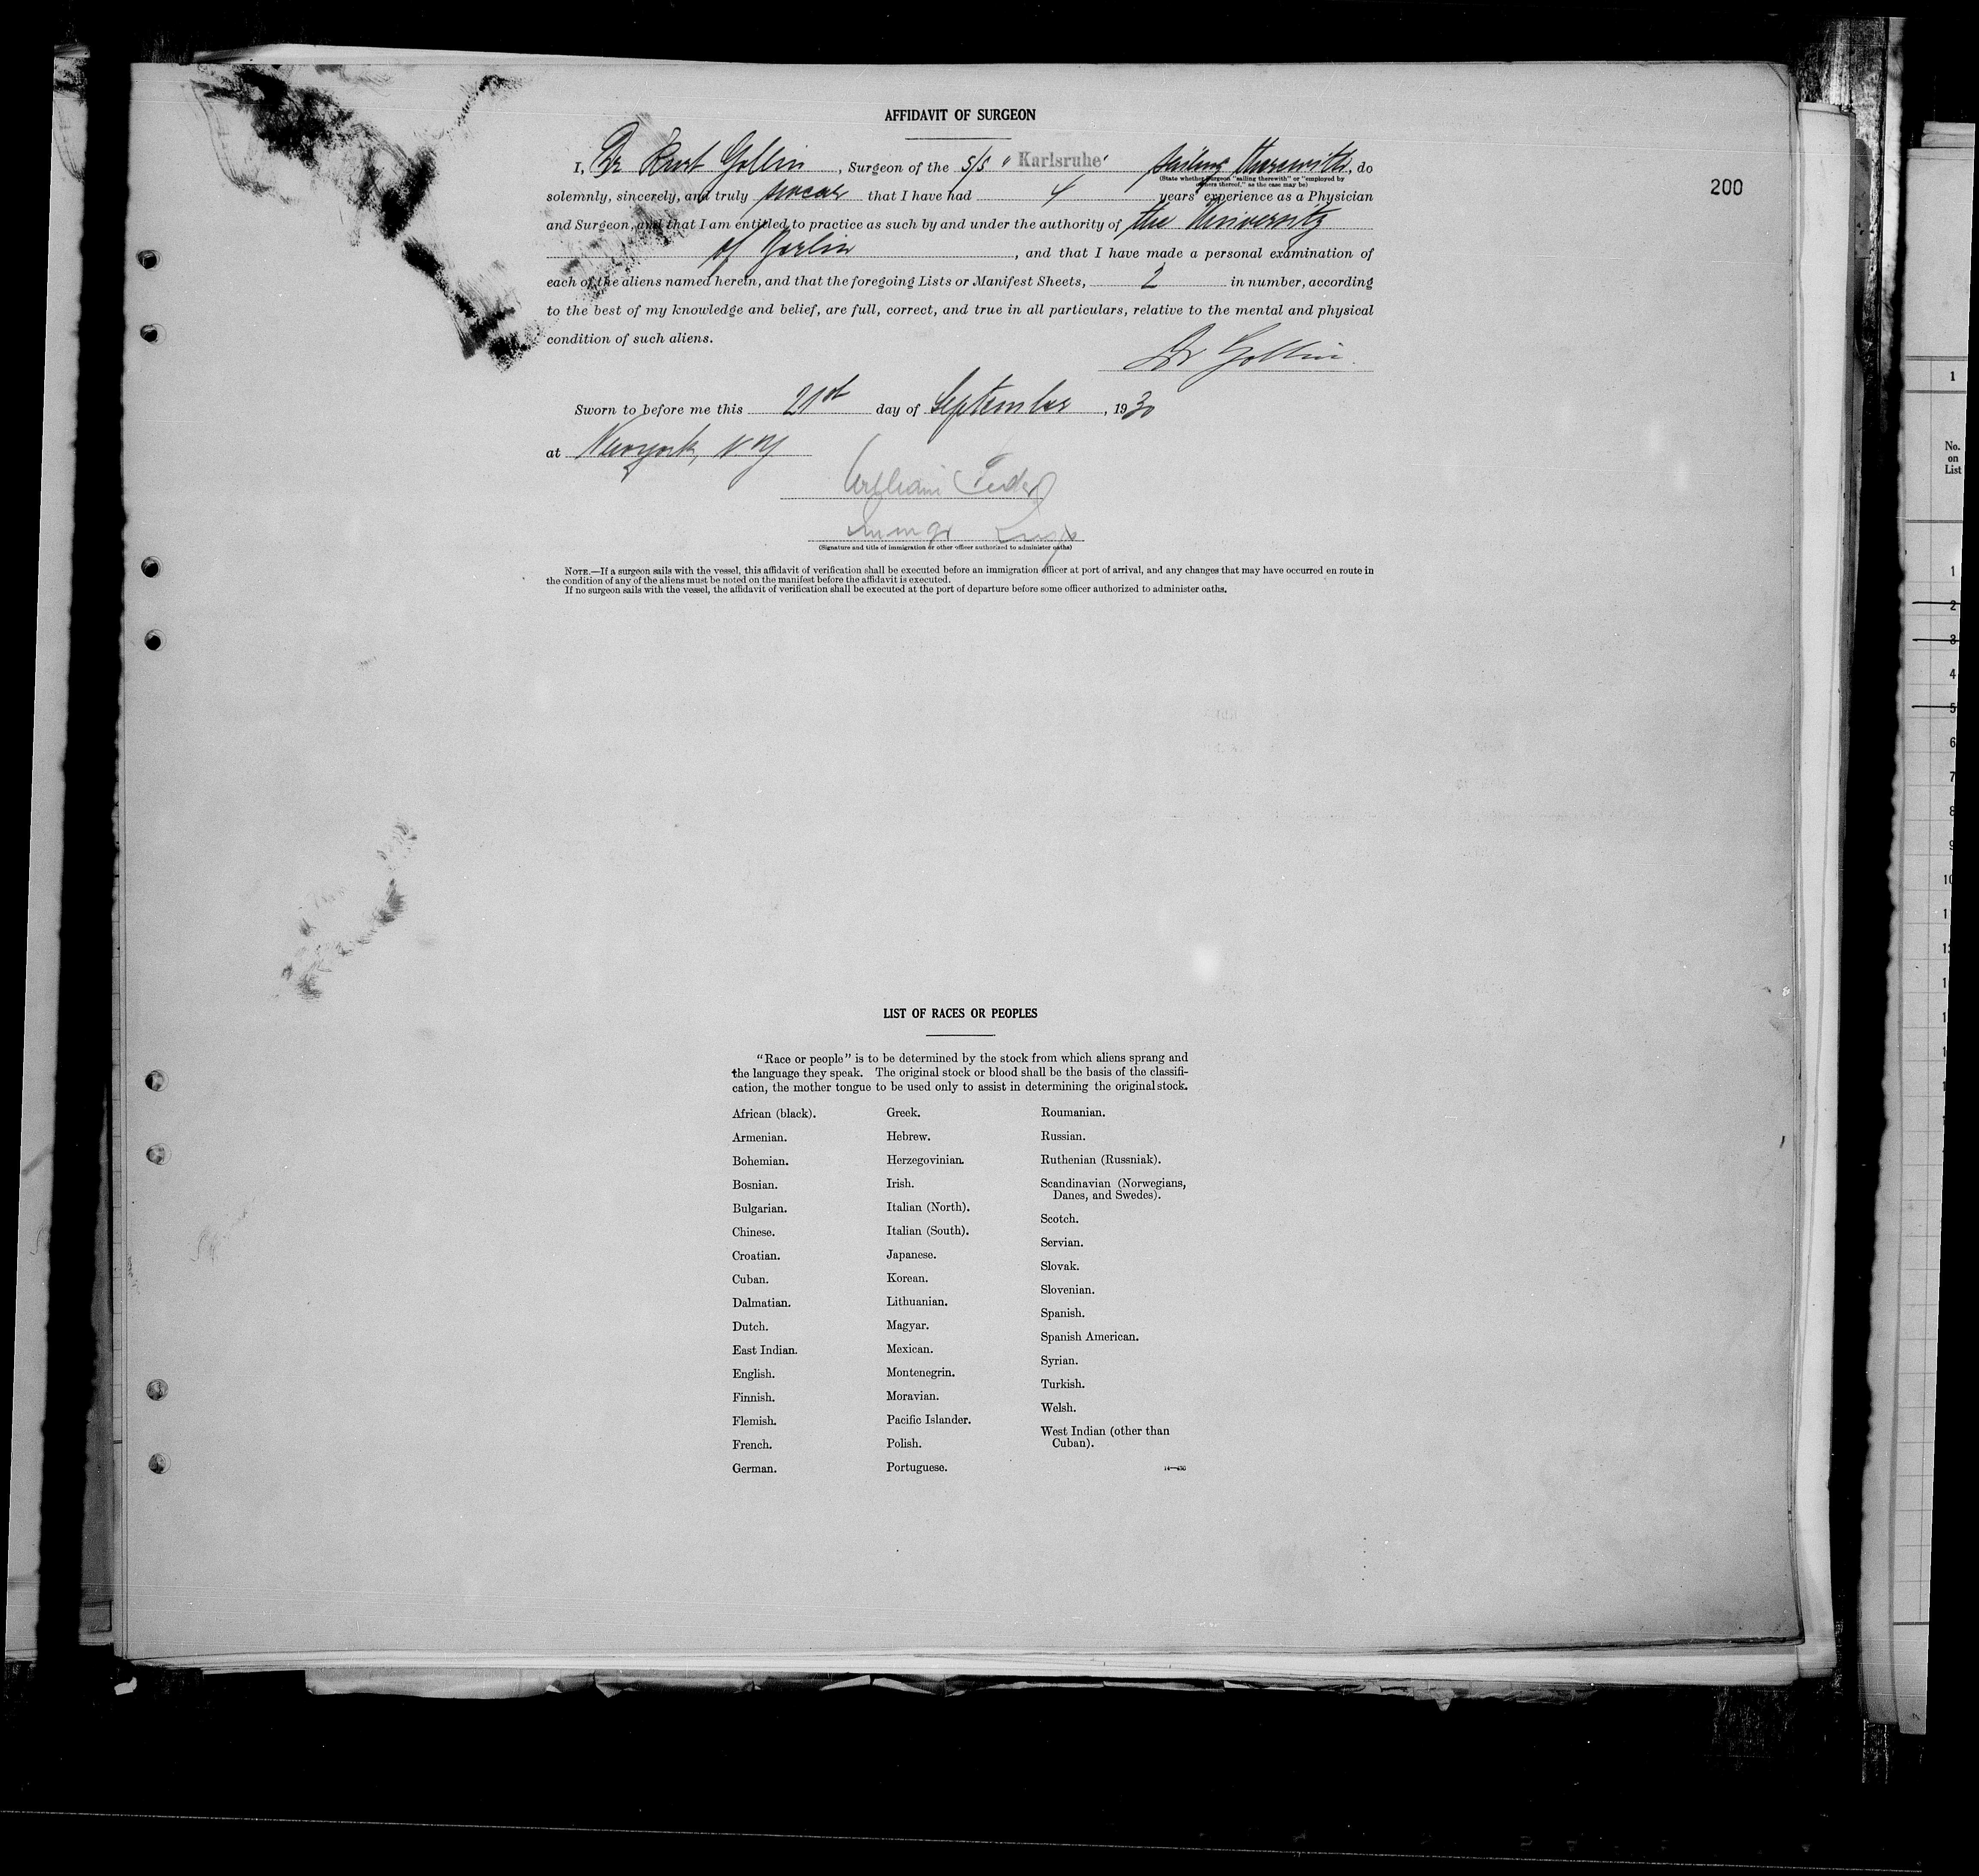 AFFIDAVIT OF SURGEON
I, Dr Kurt Gollin, Surgeon of the s/s "Karlsruhe" sailing therewith, do
(State whether Surgeon "sailing therewith" or "employed by
owners thereof," as the case may be)
200
solemnly, sincerely, and truly swear that I have had 4 years' experience as a Physician
and Surgeon, and that I am entitled to practice as such by and under the authority of the University
of Berlin, and that I have made a personal examination of
each of the aliens named herein, and that the foregoing Lists or Manifest Sheets, 2 in number, according
to the best of my knowledge and belief, are full, correct, and true in all particulars, relative to the mental and physical
condition of such aliens.
Dr Gollin.
Sworn to before me this 21st day of September, 1930
at Newyork, NY
William
(Signature and title of immigration or other officer authorized to administer oaths)
NOTE.—If a surgeon sails with the vessel, this affidavit of verification shall be executed before an immigration officer at port of arrival, and any changes that may have occurred en route in
the condition of any of the aliens must be noted on the manifest before the affidavit is executed.
If no surgeon sails with the vessel, the affidavit of verification shall be executed at the port of departure before some officer authorized to administer oaths.
LIST OF RACES OR PEOPLES
"Race or people" is to be determined by the stock from which aliens sprang and
the language they speak. The original stock or blood shall be the basis of the classifi-
cation, the mother tongue to be used only to assist in determining the original stock.
African (black).
Armenian.
Bohemian.
Bosnian.
Bulgarian.
Chinese.
Croatian.
Cuban.
Dalmatian.
Dutch.
East Indian.
English.
Finnish.
Flemish.
French.
German.
Greek.
Hebrew.
Herzegovinian.
Irish.
Italian (North).
Italian (South).
Japanese.
Korean.
Lithuanian.
Magyar.
Mexican.
Montenegrin.
Moravian.
Pacific Islander.
Polish.
Portuguese.
Roumanian.
Russian.
Ruthenian (Russniak).
Scandinavian (Norwegians,
Danes, and Swedes).
Scotch.
Servian.
Slovak.
Slovenian.
Spanish.
Spanish American.
Syrian.
Turkish.
Welsh.
West Indian (other than
Cuban).
1
No.
on
List
1
2
3
4
5
6
7
8
9
10